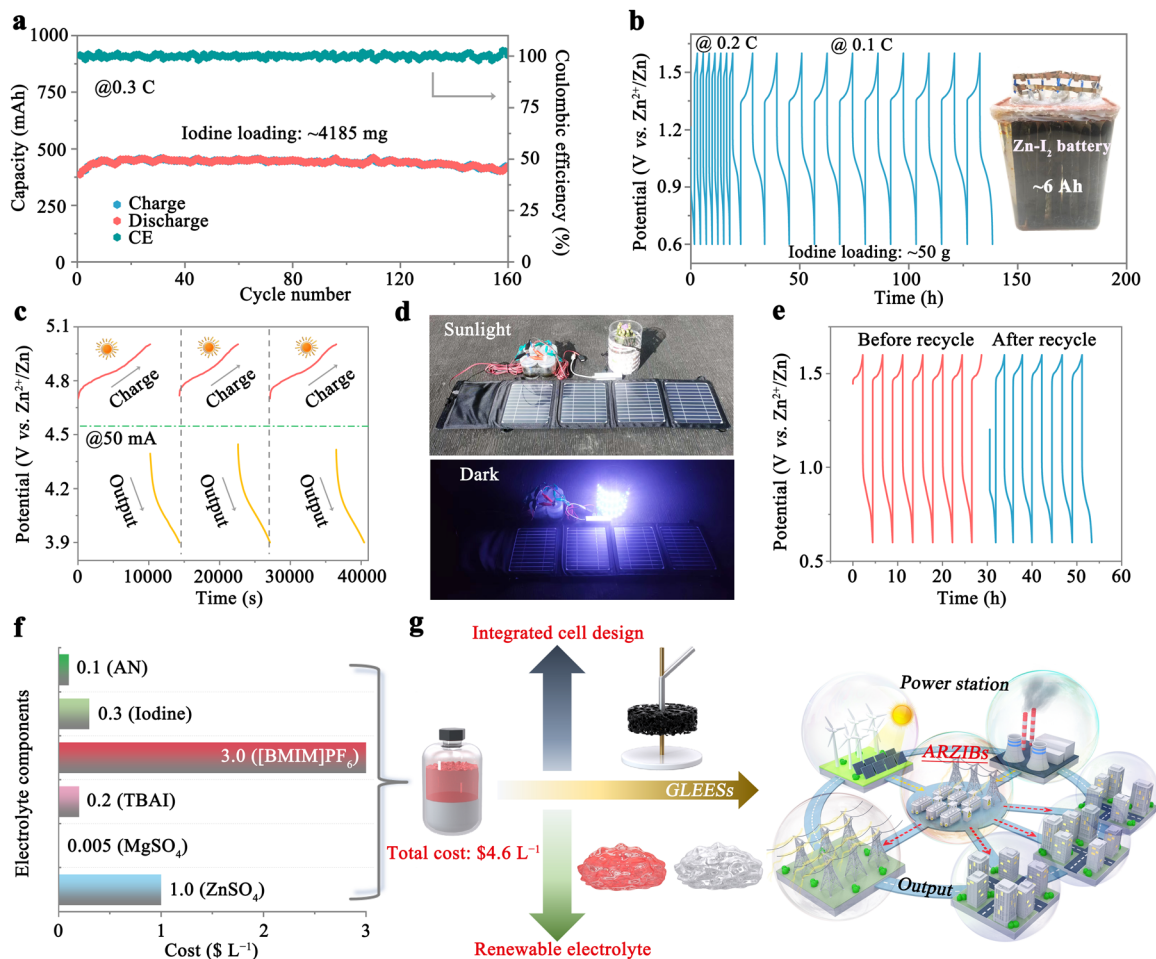 a
1000
750
500
250
0
Capacity (mAh)
@0.3 C
Iodine loading: ~4185 mg
Charge
Discharge
CE
100
75
50
25
0
Coulombic efficiency (%)
0
40
80
120
160
Cycle number
b
1.5
1.2
0.9
0.6
Potential (V vs. Zn²⁺/Zn)
@ 0.2 C
@ 0.1 C
Zn-I₂ battery
~6 Ah
Iodine loading: ~50 g
0
50
100
150
200
Time (h)
c
5.1
4.8
4.5
4.2
3.9
Potential (V vs. Zn²⁺/Zn)
Charge
Charge
Charge
@50 mA
Output
Output
Output
0
10000
20000
30000
40000
Time (s)
d
Sunlight
Dark
e
1.5
1.0
0.5
Potential (V vs. Zn²⁺/Zn)
Before recycle
After recycle
0
10
20
30
40
50
60
Time (h)
f
Electrolyte components
0.1 (AN)
0.3 (Iodine)
3.0 ([BMIM]PF₆)
0.2 (TBAI)
0.005 (MgSO₄)
1.0 (ZnSO₄)
0
1
2
3
Cost ($ L⁻¹)
g
Integrated cell design
GLEESs
Total cost: $4.6 L⁻¹
Renewable electrolyte
Power station
ARZIBs
Output